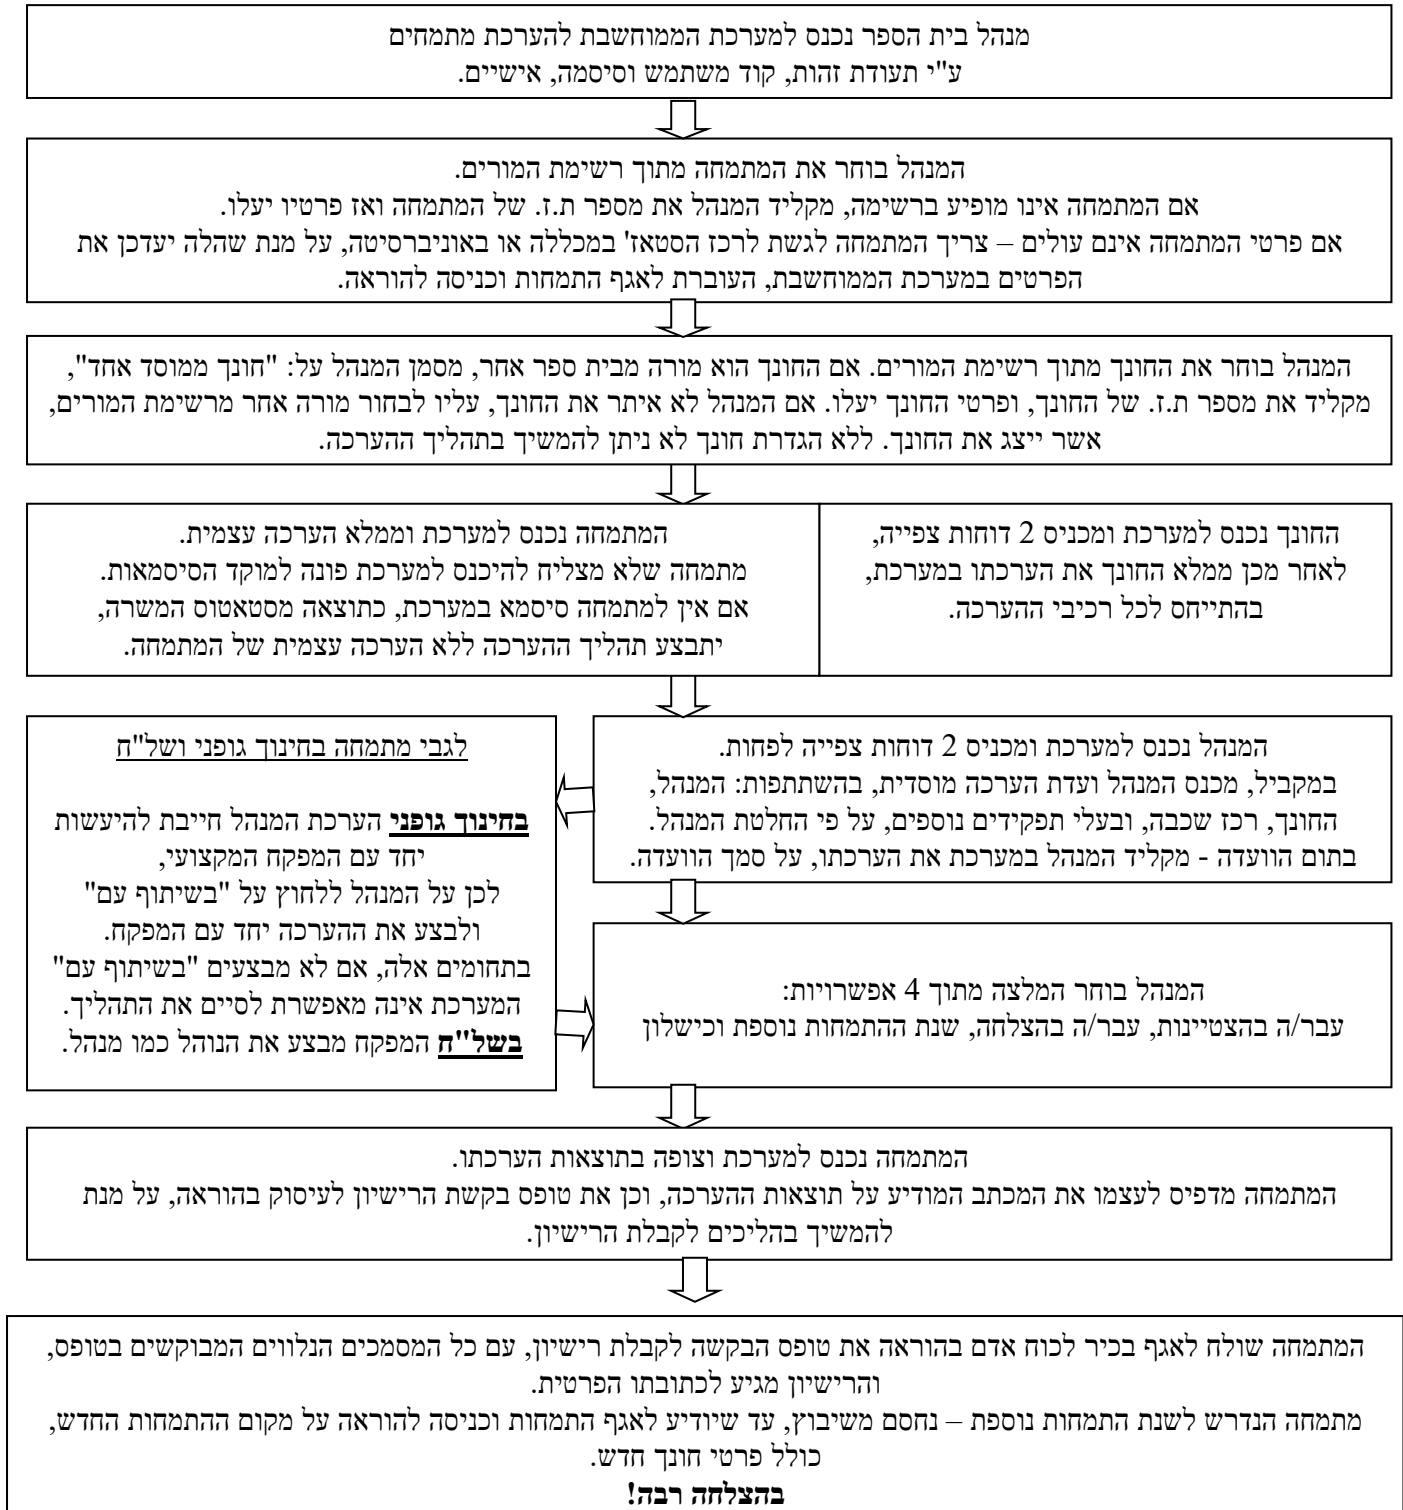 מנהל בית הספר נכנס למערכת הממוחשבת להערכת מתמחים
ע"י תעודת זהות, קוד משתמש וסיסמה, אישיים.
המנהל בוחר את המתמחה מתוך רשימת המורים.
אם המתמחה אינו מופיע ברשימה, מקליד המנהל את מספר ת.ז. של המתמחה ואז פרטיו יעלו.
אם פרטי המתמחה אינם עולים – צריך המתמחה לגשת לרכז הסטאז' במכללה או באוניברסיטה, על מנת שהלה יעדכן את
הפרטים במערכת הממוחשבת, העוברת לאגף התמחות וכניסה להוראה.
המנהל בוחר את החונך מתוך רשימת המורים. אם החונך הוא מורה מבית ספר אחר, מסמן המנהל על: "חונך ממוסד אחד",
מקליד את מספר ת.ז. של החונך, ופרטי החונך יעלו. אם המנהל לא איתר את החונך, עליו לבחור מורה אחר מרשימת המורים,
אשר ייצג את החונך. ללא הגדרת חונך לא ניתן להמשיך בתהליך ההערכה.
החונך נכנס למערכת ומכניס 2 דוחות צפייה,
לאחר מכן ממלא החונך את הערכתו במערכת,
בהתייחס לכל רכיבי ההערכה.
המתמחה נכנס למערכת וממלא הערכה עצמית.
מתמחה שלא מצליח להיכנס למערכת פונה למוקד הסיסמאות.
אם אין למתמחה סיסמא במערכת, כתוצאה מסטאטוס המשרה,
יתבצע תהליך ההערכה ללא הערכה עצמית של המתמחה.
המנהל נכנס למערכת ומכניס 2 דוחות צפייה לפחות.
במקביל, מכנס המנהל ועדת הערכה מוסדית, בהשתתפות: המנהל,
החונך, רכז שכבה, ובעלי תפקידים נוספים, על פי החלטת המנהל.
בתום הוועדה - מקליד המנהל במערכת את הערכתו, על סמך הוועדה.
לגבי מתמחה בחינוך גופני ושל"ח
בחינוך גופני הערכת המנהל חייבת להיעשות
יחד עם המפקח המקצועי,
לכן על המנהל ללחוץ על "בשיתוף עם"
ולבצע את ההערכה יחד עם המפקח.
בתחומים אלה, אם לא מבצעים "בשיתוף עם"
המערכת אינה מאפשרת לסיים את התהליך.
בשל"ח המפקח מבצע את הנוהל כמו מנהל.
המנהל בוחר המלצה מתוך 4 אפשרויות:
עבר/ה בהצטיינות, עבר/ה בהצלחה, שנת ההתמחות נוספת וכישלון
המתמחה נכנס למערכת וצופה בתוצאות הערכתו.
המתמחה מדפיס לעצמו את המכתב המודיע על תוצאות ההערכה, וכן את טופס בקשת הרישיון לעיסוק בהוראה, על מנת
להמשיך בהליכים לקבלת הרישיון.
המתמחה שולח לאגף בכיר לכוח אדם בהוראה את טופס הבקשה לקבלת רישיון, עם כל המסמכים הנלווים המבוקשים בטופס,
והרישיון מגיע לכתובתו הפרטית.
מתמחה הנדרש לשנת התמחות נוספת – נחסם משיבוץ, עד שיודיע לאגף התמחות וכניסה להוראה על מקום ההתמחות החדש,
כולל פרטי חונך חדש.
בהצלחה רבה!